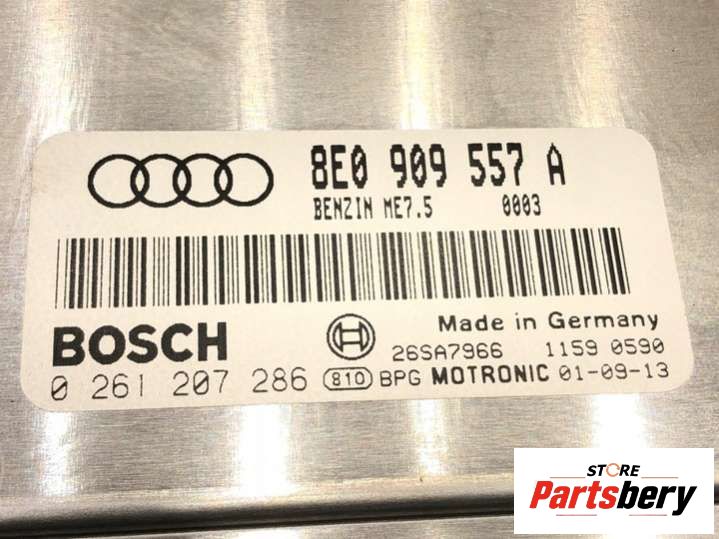 8E0 909 557 A
BENZIN ME7.5 0003
BOSCH
Made in Germany
26SA7966 1159 0590
0 261 207 286 810 BPG MOTRONIC 01-09-13
STORE
Partsbery